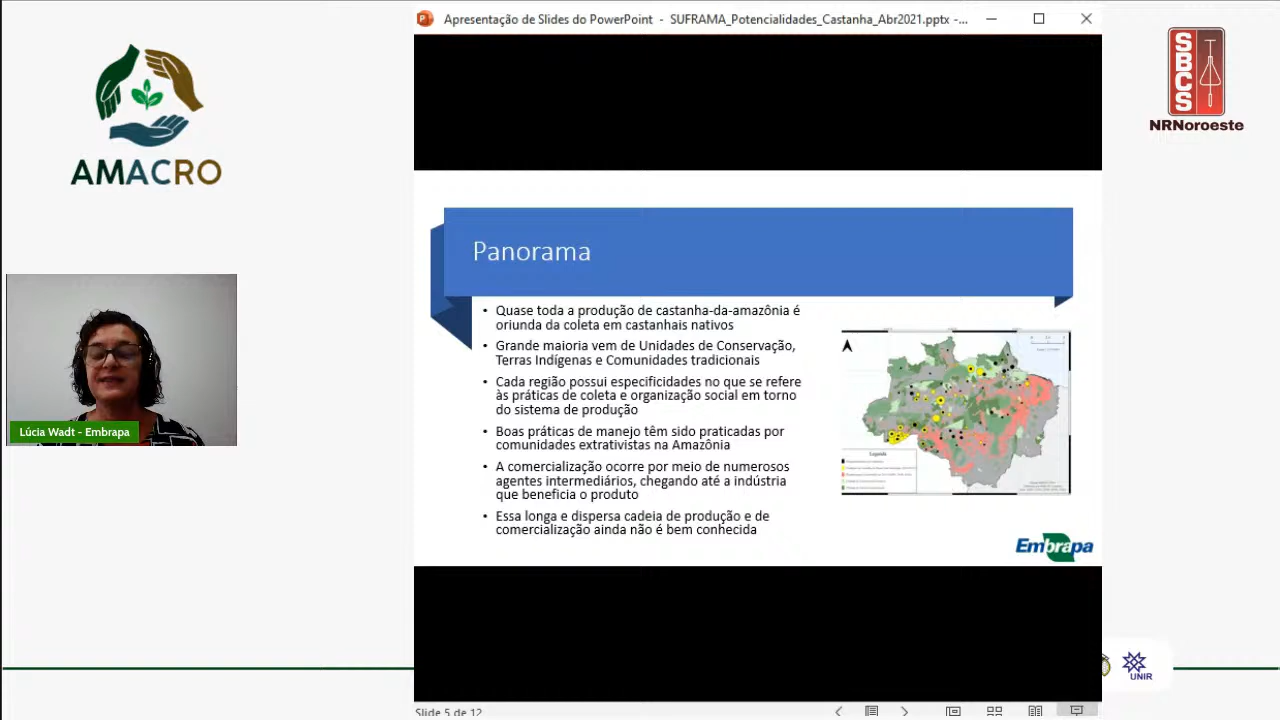 Apresentação de Slides do PowerPoint - SUFRAMA_Potencialidades_Castanha_Abr2021.pptx -...
AMACRO
SBCS
NRNoroeste
Panorama
• Quase toda a produção de castanha-da-amazônia é
oriunda da coleta em castanhais nativos
• Grande maioria vem de Unidades de Conservação,
Terras Indígenas e Comunidades tradicionais
• Cada região possui especificidades no que se refere
às práticas de coleta e organização social em torno
do sistema de produção
• Boas práticas de manejo têm sido praticadas por
comunidades extrativistas na Amazônia
• A comercialização ocorre por meio de numerosos
agentes intermediários, chegando até a indústria
que beneficia o produto
• Essa longa e dispersa cadeia de produção e de
comercialização ainda não é bem conhecida
Legenda
Embrapa
Lúcia Wadt - Embrapa
UNIR
Slide 5 de 12